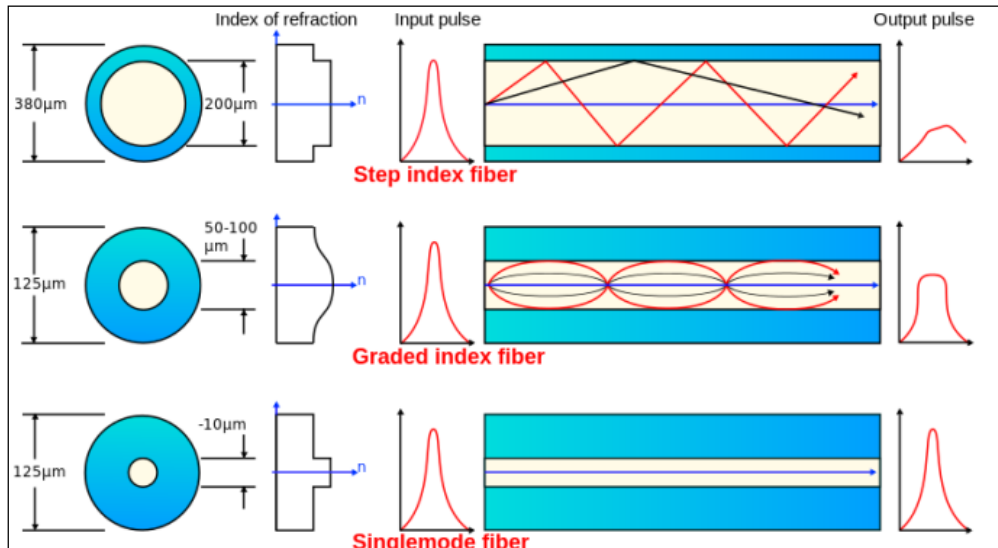 Index of refraction
Input pulse
Output pulse
380µm
200µm
n
Step index fiber
50-100
µm
125µm
n
Graded index fiber
-10µm
125µm
n
Singlemode fiber